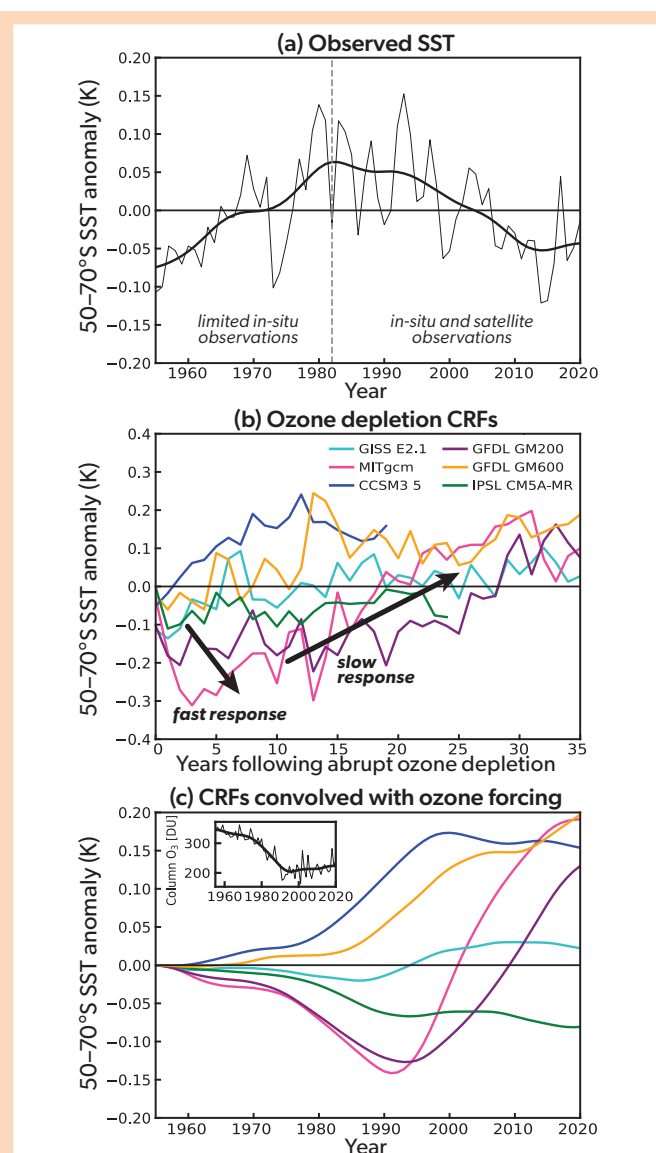 (a) Observed SST
50–70°S SST anomaly (K)
0.20
0.15
0.10
0.05
0.00
−0.05
−0.10
−0.15
−0.20
limited in-situ
observations
in-situ and satellite
observations
1960 1970 1980 1990 2000 2010 2020
Year
(b) Ozone depletion CRFs
50–70°S SST anomaly (K)
0.4
0.3
0.2
0.1
0.0
−0.1
−0.2
−0.3
−0.4
GISS E2.1
MITgcm
CCSM3 5
GFDL GM200
GFDL GM600
IPSL CM5A-MR
fast response
slow
response
0 5 10 15 20 25 30 35
Years following abrupt ozone depletion
(c) CRFs convolved with ozone forcing
50–70°S SST anomaly (K)
0.20
0.15
0.10
0.05
0.00
−0.05
−0.10
−0.15
−0.20
Column O3 [DU]
300
200
1960 1980 2000 2020
1960 1970 1980 1990 2000 2010 2020
Year